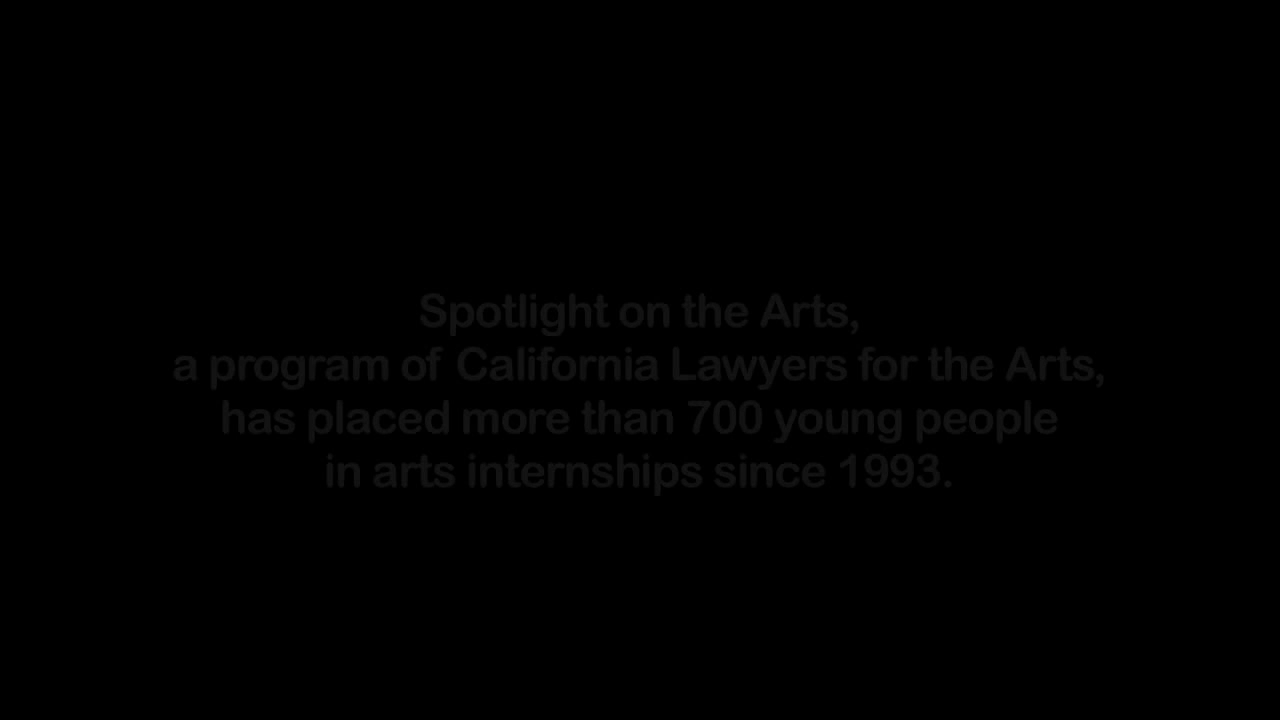 Spotlight on the Arts,
a program of California Lawyers for the Arts,
has placed more than 700 young people
in arts internships since 1993.